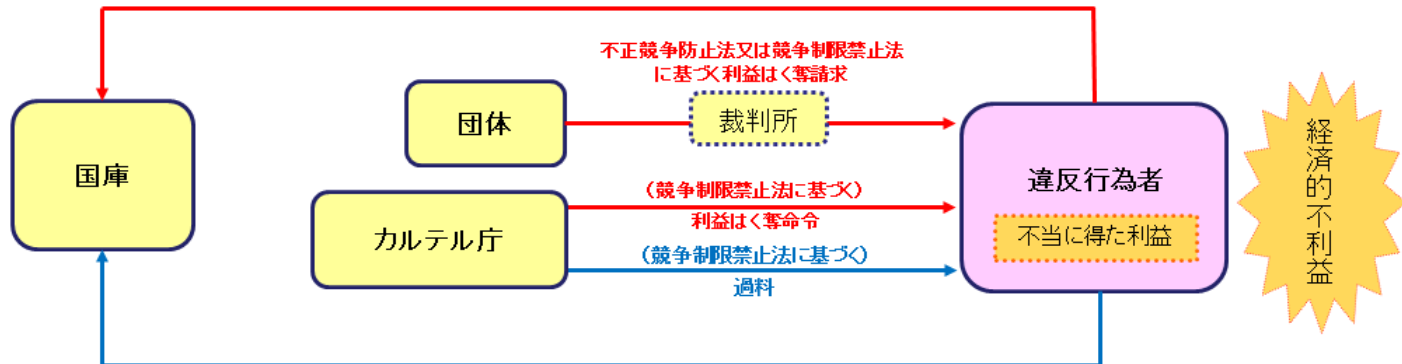 不正競争防止法又は競争制限禁止法
に基づく利益はく奪請求
団体
裁判所
国庫
違反行為者
不当に得た利益
カルテル庁
(競争制限禁止法に基づく)
利益はく奪命令
(競争制限禁止法に基づく)
過料
経済的不利益